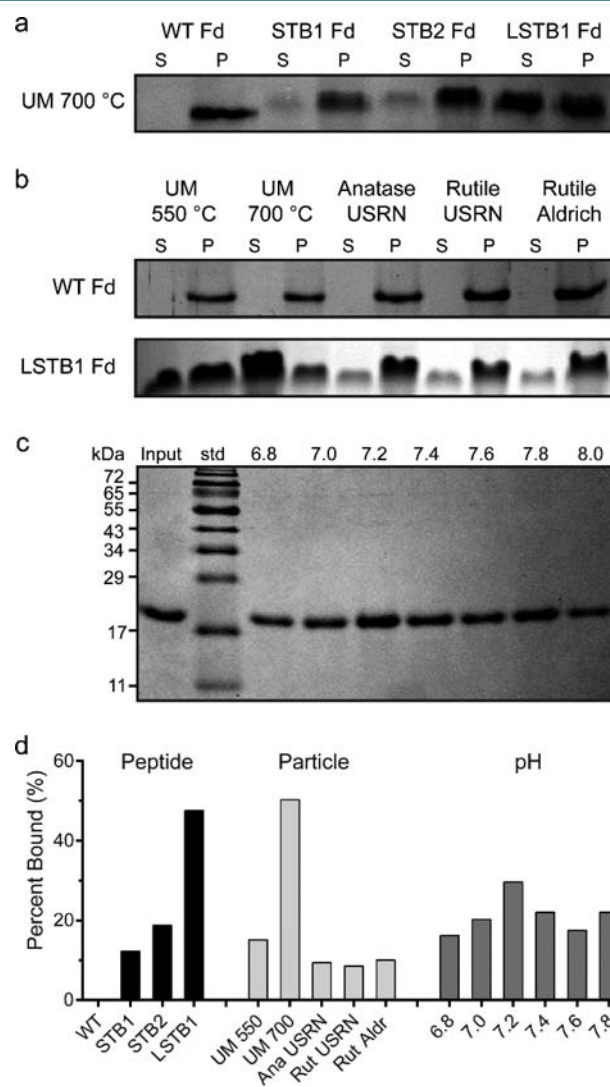 a
WT Fd STB1 Fd STB2 Fd LSTB1 Fd
S P S P S P S P
UM 700 °C
b
UM 550 °C UM 700 °C Anatase USRN Rutile USRN Rutile Aldrich
S P S P S P S P S P
WT Fd
LSTB1 Fd
c
kDa Input std 6.8 7.0 7.2 7.4 7.6 7.8 8.0
72
65
55
43
34
29
17
11
d
Peptide Particle pH
Percent Bound (%)
60
40
20
0
WT STB1 STB2 LSTB1 UM 550 UM 700 Ana USRN Rut USRN Rut Aldr 6.8 7.0 7.2 7.4 7.6 7.8